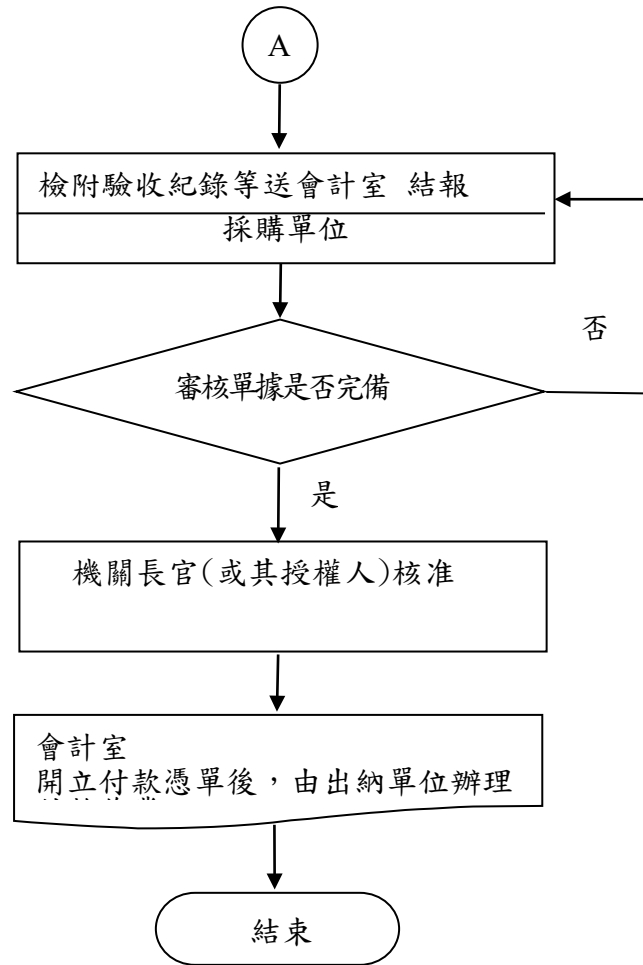 A
檢附驗收紀錄等送會計室 結報
採購單位
否
審核單據是否完備
是
機關長官(或其授權人)核准
會計室
開立付款憑單後，由出納單位辦理
結束